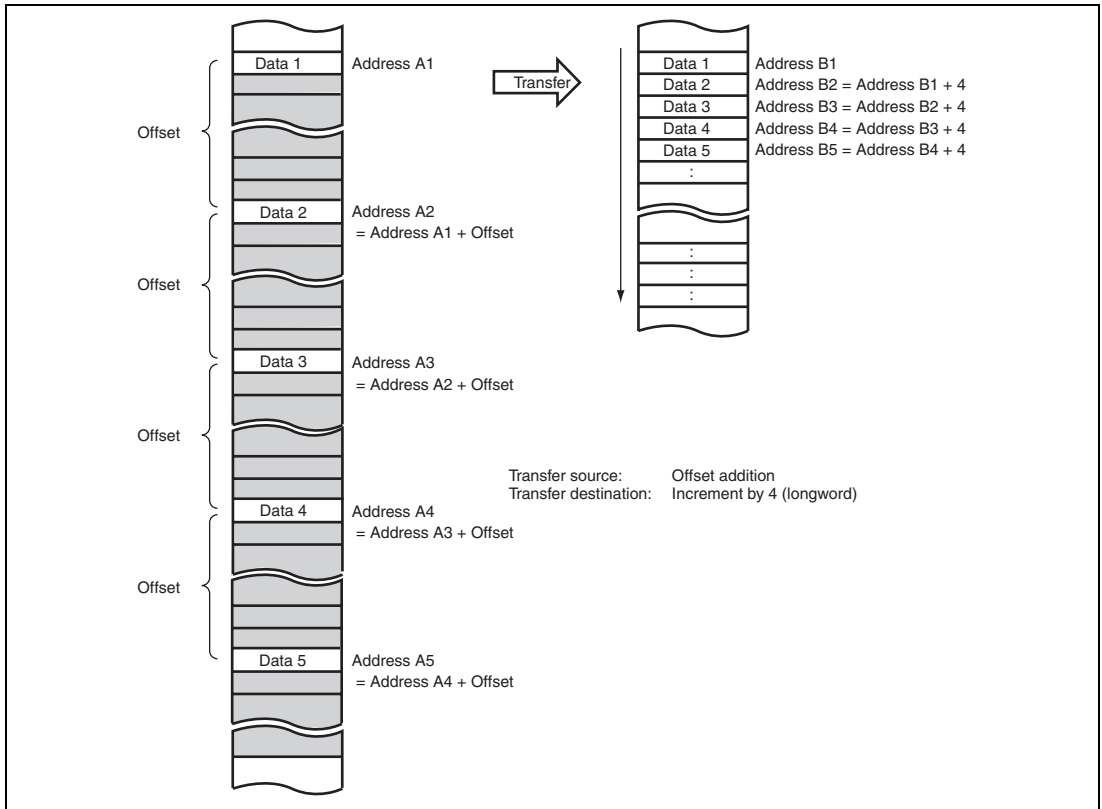 Data 1
Address A1
Offset
Data 2
Address A2
= Address A1 + Offset
Offset
Data 3
Address A3
= Address A2 + Offset
Offset
Data 4
Address A4
= Address A3 + Offset
Offset
Data 5
Address A5
= Address A4 + Offset
Transfer
Data 1 Address B1
Data 2 Address B2 = Address B1 + 4
Data 3 Address B3 = Address B2 + 4
Data 4 Address B4 = Address B3 + 4
Data 5 Address B5 = Address B4 + 4
:
:
:
:
Transfer source: Offset addition
Transfer destination: Increment by 4 (longword)